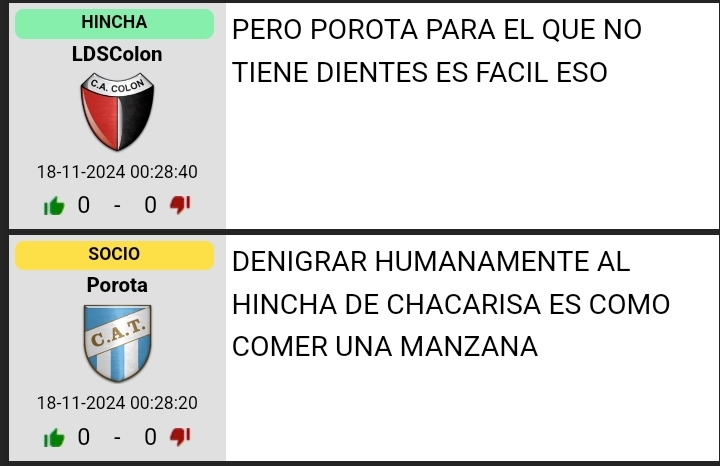 HINCHA
LDSColon
C.A. COLON
18-11-2024 00:28:40
0 - 0
PERO POROTA PARA EL QUE NO
TIENE DIENTES ES FACIL ESO
SOCIO
Porota
C.A.T.
18-11-2024 00:28:20
0 - 0
DENIGRAR HUMANAMENTE AL
HINCHA DE CHACARISA ES COMO
COMER UNA MANZANA